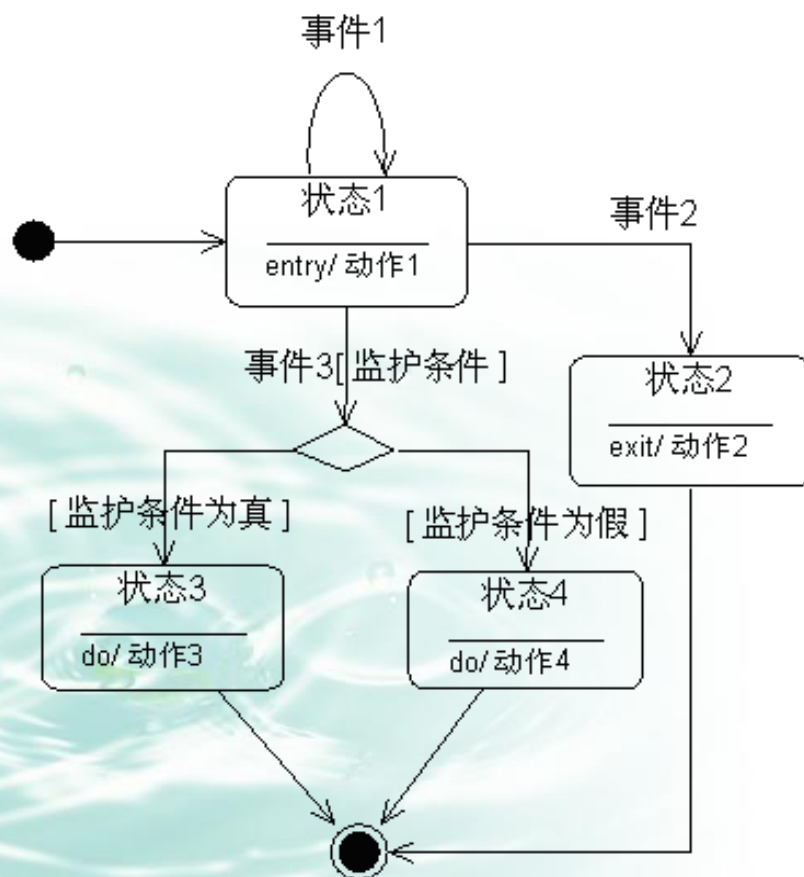 事件1
状态1
entry/ 动作1
事件2
事件3[ 监护条件 ]
状态2
exit/ 动作2
[ 监护条件为真 ]
[ 监护条件为假 ]
状态3
do/ 动作3
状态4
do/ 动作4